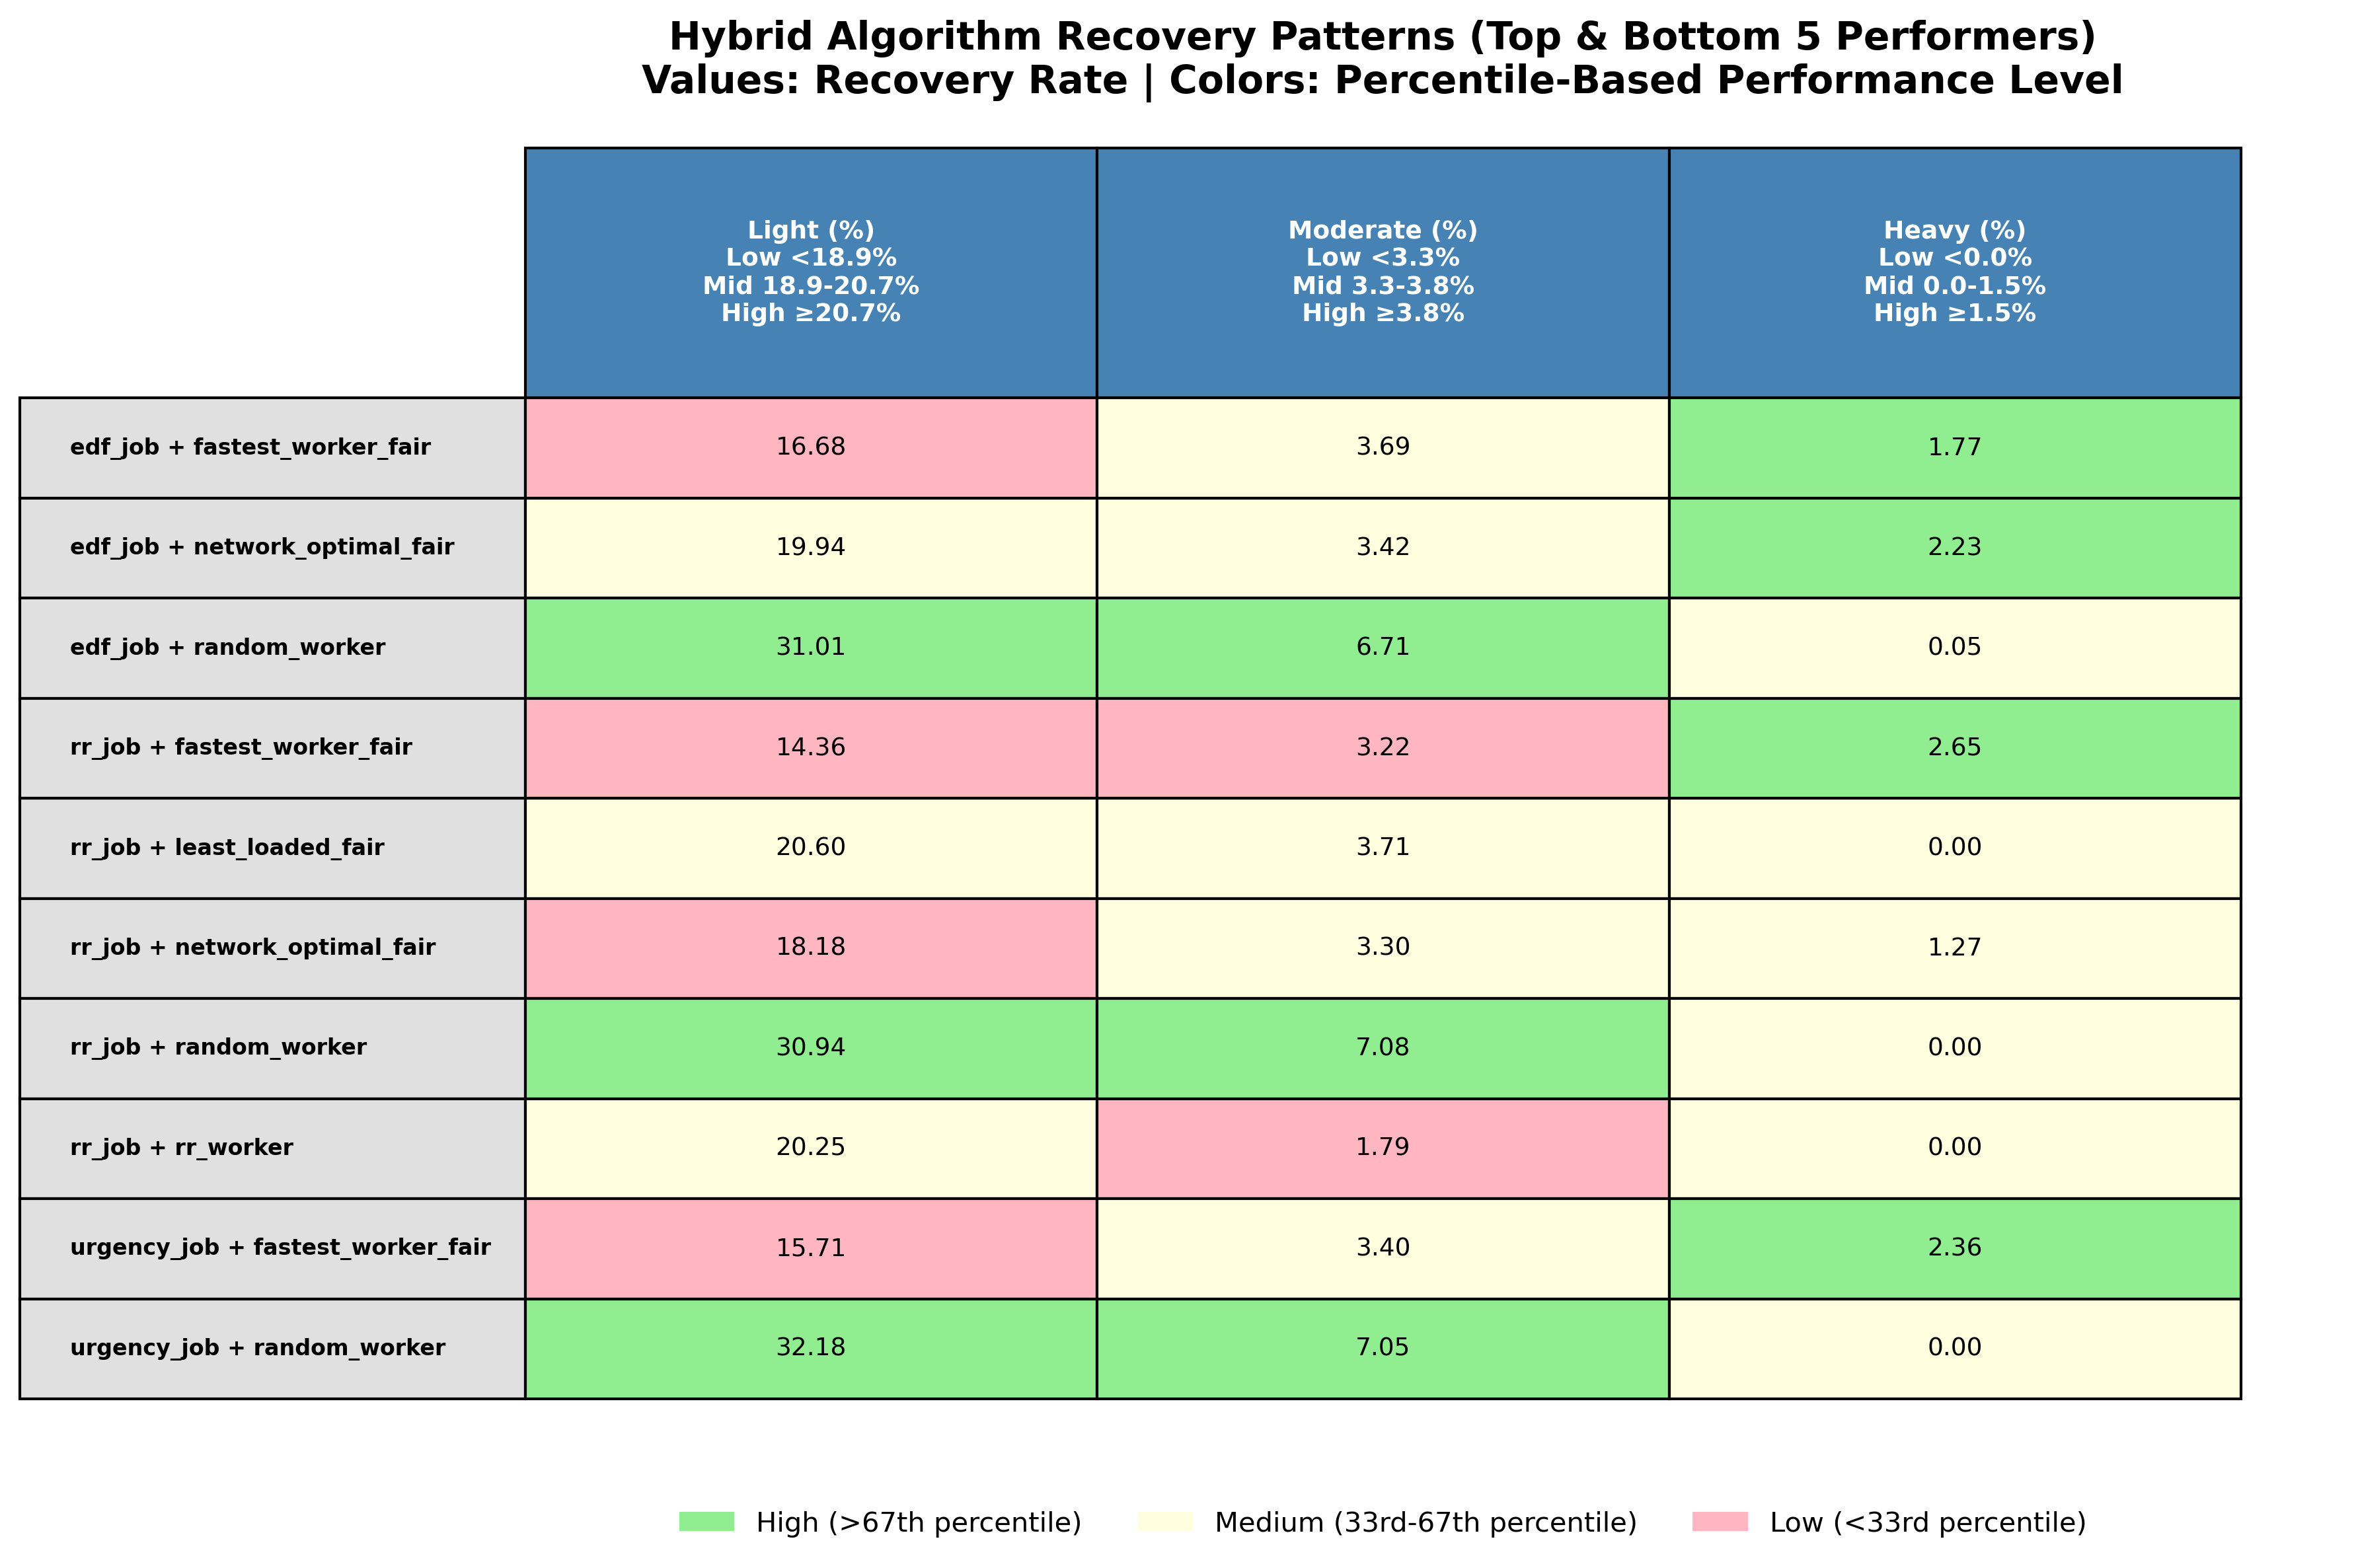 Hybrid Algorithm Recovery Patterns (Top & Bottom 5 Performers)
Values: Recovery Rate | Colors: Percentile-Based Performance Level
Light (%)
Low <18.9%
Mid 18.9-20.7%
High ≥20.7%
Moderate (%)
Low <3.3%
Mid 3.3-3.8%
High ≥3.8%
Heavy (%)
Low <0.0%
Mid 0.0-1.5%
High ≥1.5%
edf_job + fastest_worker_fair 16.68 3.69 1.77
edf_job + network_optimal_fair 19.94 3.42 2.23
edf_job + random_worker 31.01 6.71 0.05
rr_job + fastest_worker_fair 14.36 3.22 2.65
rr_job + least_loaded_fair 20.60 3.71 0.00
rr_job + network_optimal_fair 18.18 3.30 1.27
rr_job + random_worker 30.94 7.08 0.00
rr_job + rr_worker 20.25 1.79 0.00
urgency_job + fastest_worker_fair 15.71 3.40 2.36
urgency_job + random_worker 32.18 7.05 0.00
High (>67th percentile) Medium (33rd-67th percentile) Low (<33rd percentile)